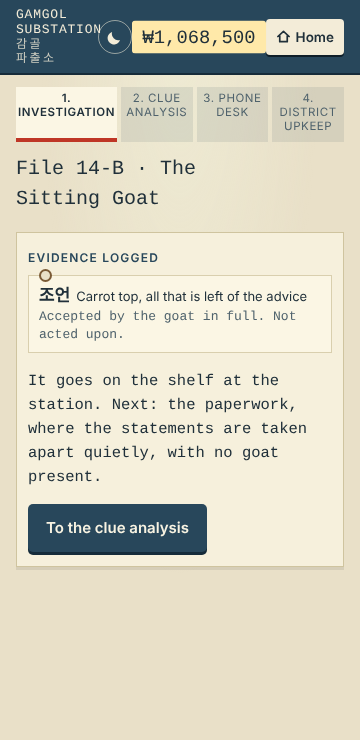 GAMGOL
SUBSTATION
감골
파출소
₩1,068,500
Home
1.
INVESTIGATION
2. CLUE
ANALYSIS
3. PHONE
DESK
4.
DISTRICT
UPKEEP
File 14-B · The
Sitting Goat
EVIDENCE LOGGED
조언 Carrot top, all that is left of the advice
Accepted by the goat in full. Not
acted upon.
It goes on the shelf at the
station. Next: the paperwork,
where the statements are taken
apart quietly, with no goat
present.
To the clue analysis